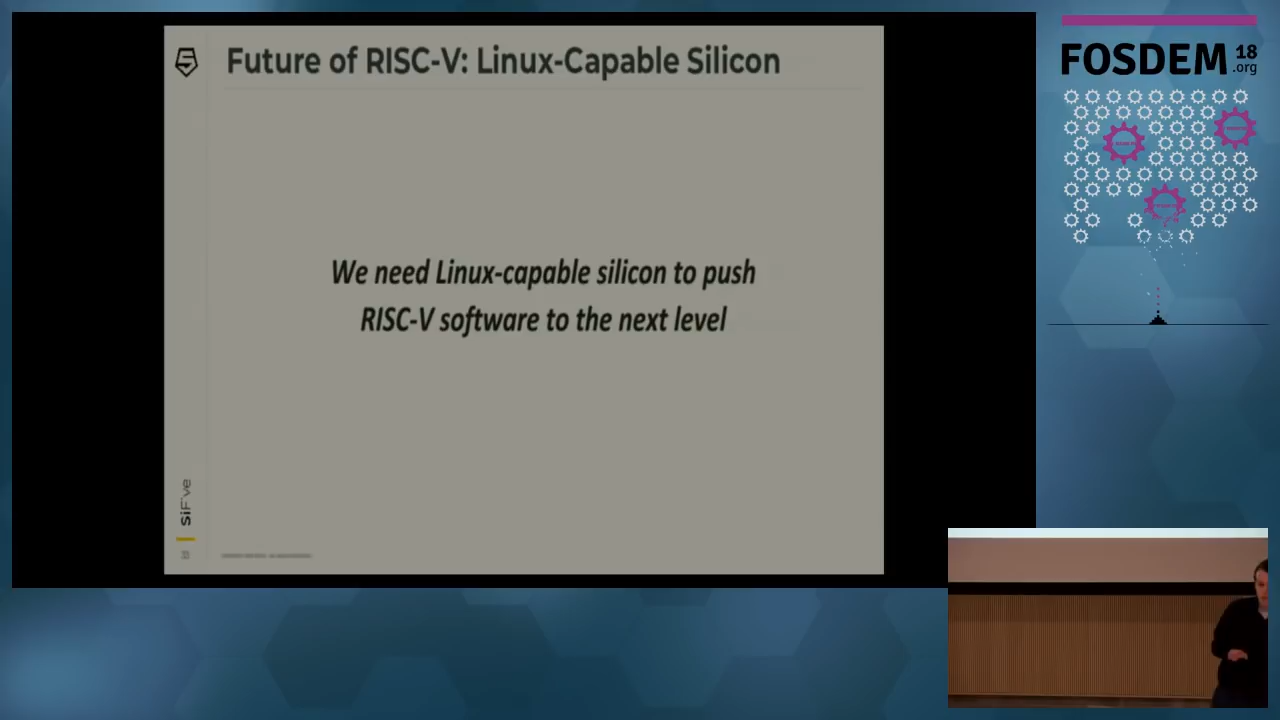 Future of RISC-V: Linux-Capable Silicon
We need Linux-capable silicon to push
RISC-V software to the next level
SiFive
FOSDEM
18
.org